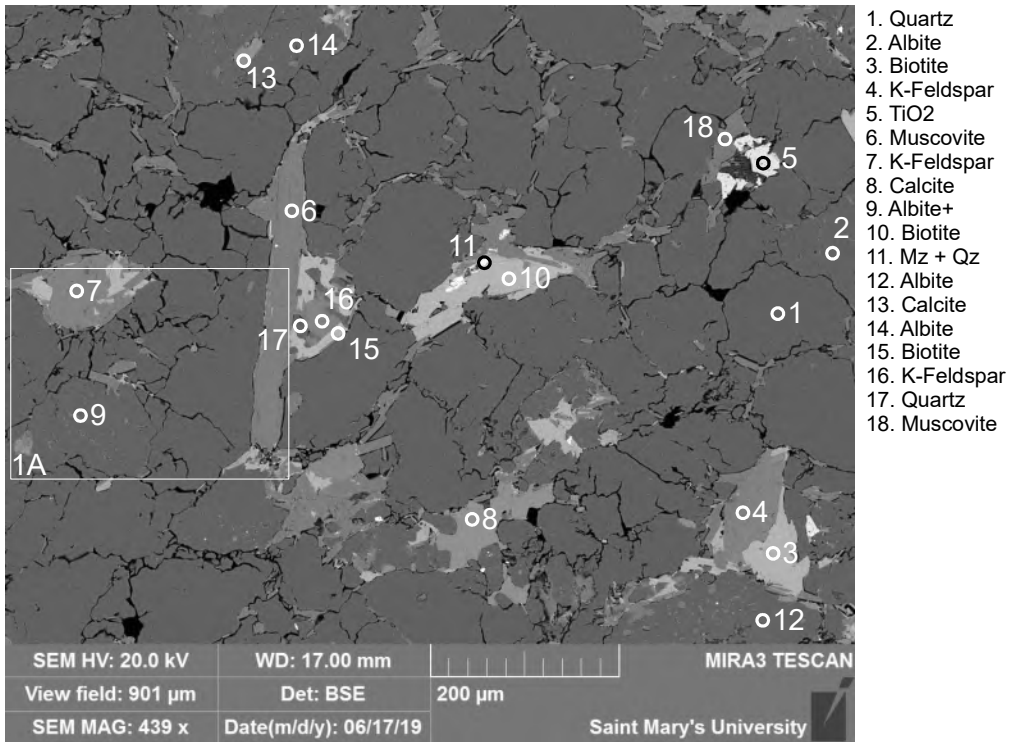 1. Quartz
2. Albite
3. Biotite
4. K-Feldspar
5. TiO2
6. Muscovite
7. K-Feldspar
8. Calcite
9. Albite+
10. Biotite
11. Mz + Qz
12. Albite
13. Calcite
14. Albite
15. Biotite
16. K-Feldspar
17. Quartz
18. Muscovite
14
13
18
5
6
2
11
10
7
16
1
17
15
9
1A
4
8
3
12
SEM HV: 20.0 kV WD: 17.00 mm MIRA3 TESCAN
View field: 901 µm Det: BSE 200 µm
SEM MAG: 439 x Date(m/d/y): 06/17/19 Saint Mary's University